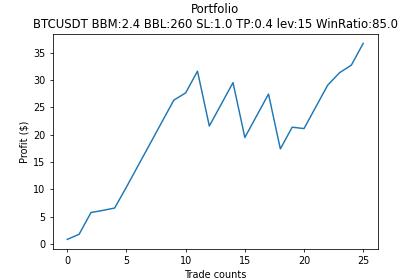 Portfolio
BTCUSDT BBM:2.4 BBL:260 SL:1.0 TP:0.4 lev:15 WinRatio:85.0
35
30
25
20
15
10
5
0
Profit ($)
0 5 10 15 20 25
Trade counts